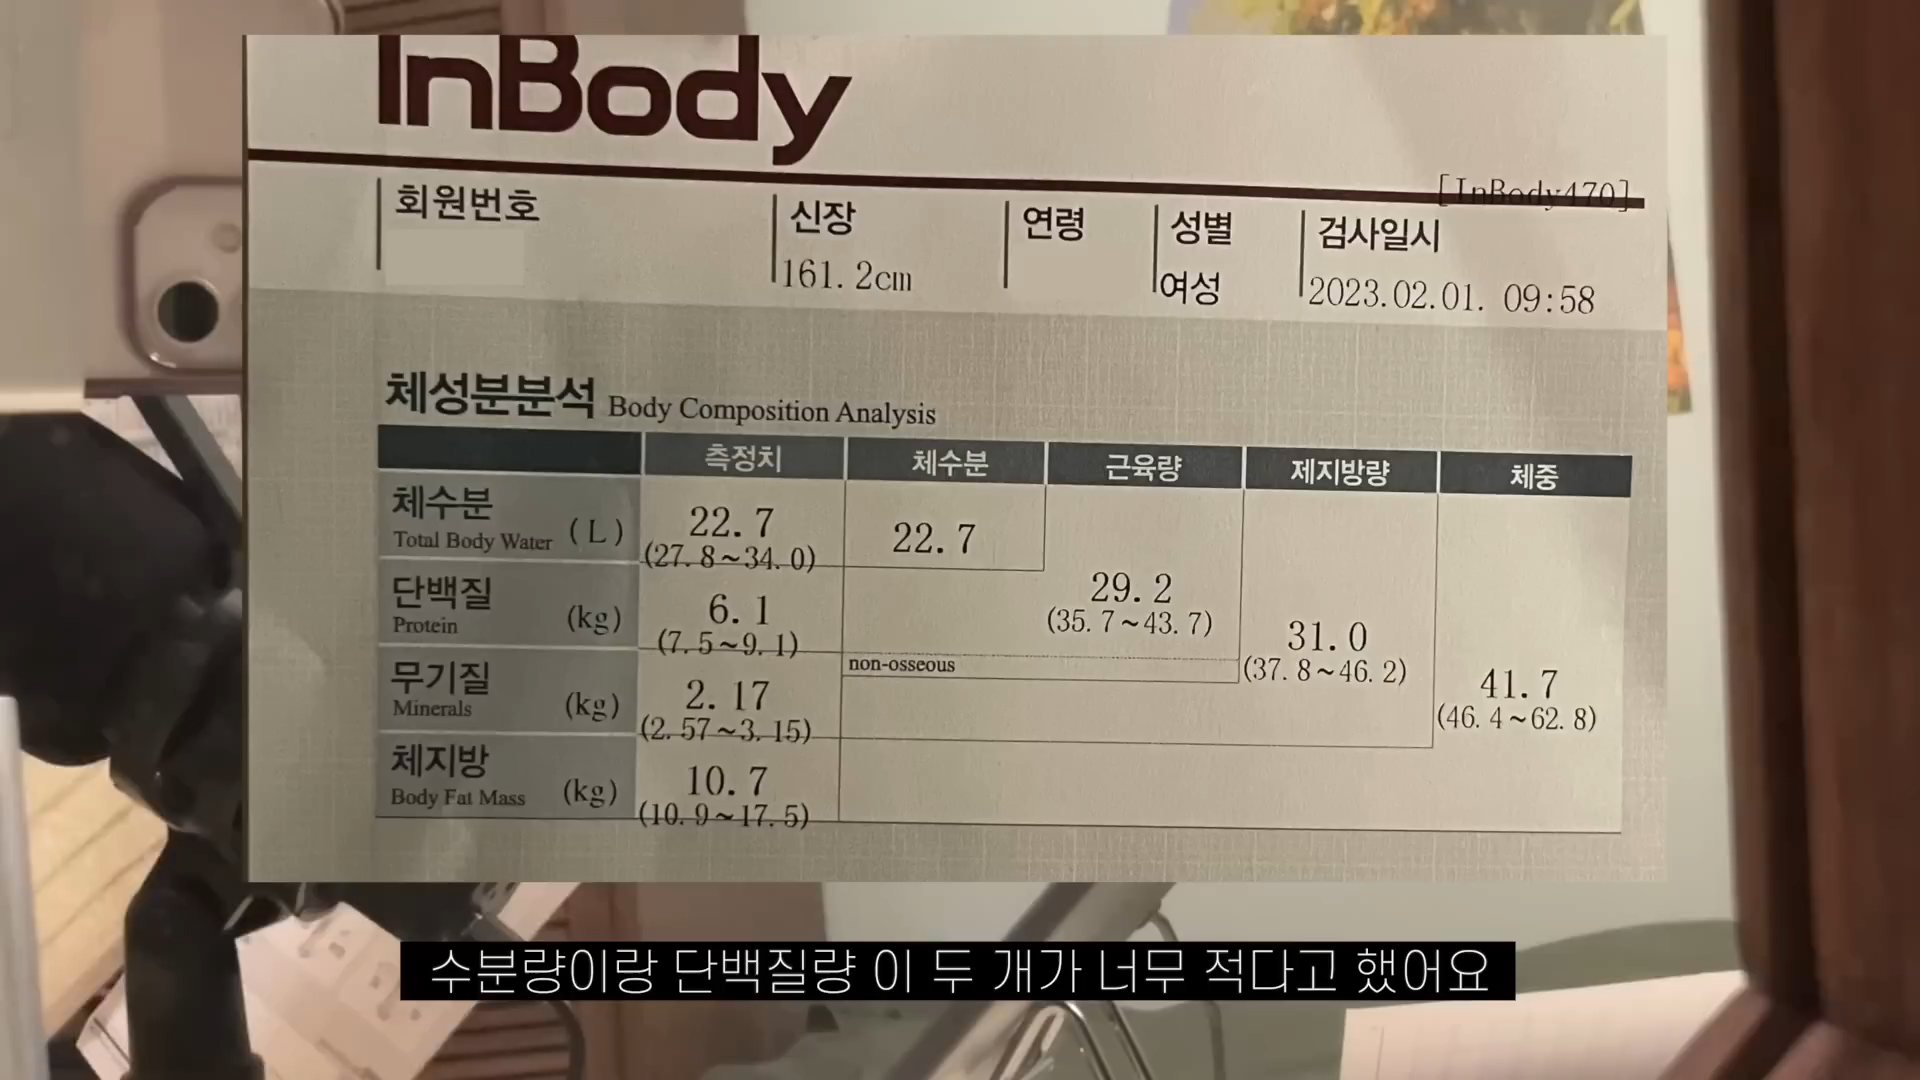 InBody
[InBody470]
회원번호 신장 연령 성별 검사일시
161.2cm 여성 2023.02.01. 09:58
체성분분석 Body Composition Analysis
측정치 체수분 근육량 제지방량 체중
체수분 Total Body Water (L) 22.7 (27.8~34.0) 22.7
단백질 Protein (kg) 6.1 (7.5~9.1) 29.2 (35.7~43.7)
non-osseous
31.0 (37.8~46.2)
무기질 Minerals (kg) 2.17 (2.57~3.15) 41.7 (46.4~62.8)
체지방 Body Fat Mass (kg) 10.7 (10.9~17.5)
수분량이랑 단백질량 이 두 개가 너무 적다고 했어요